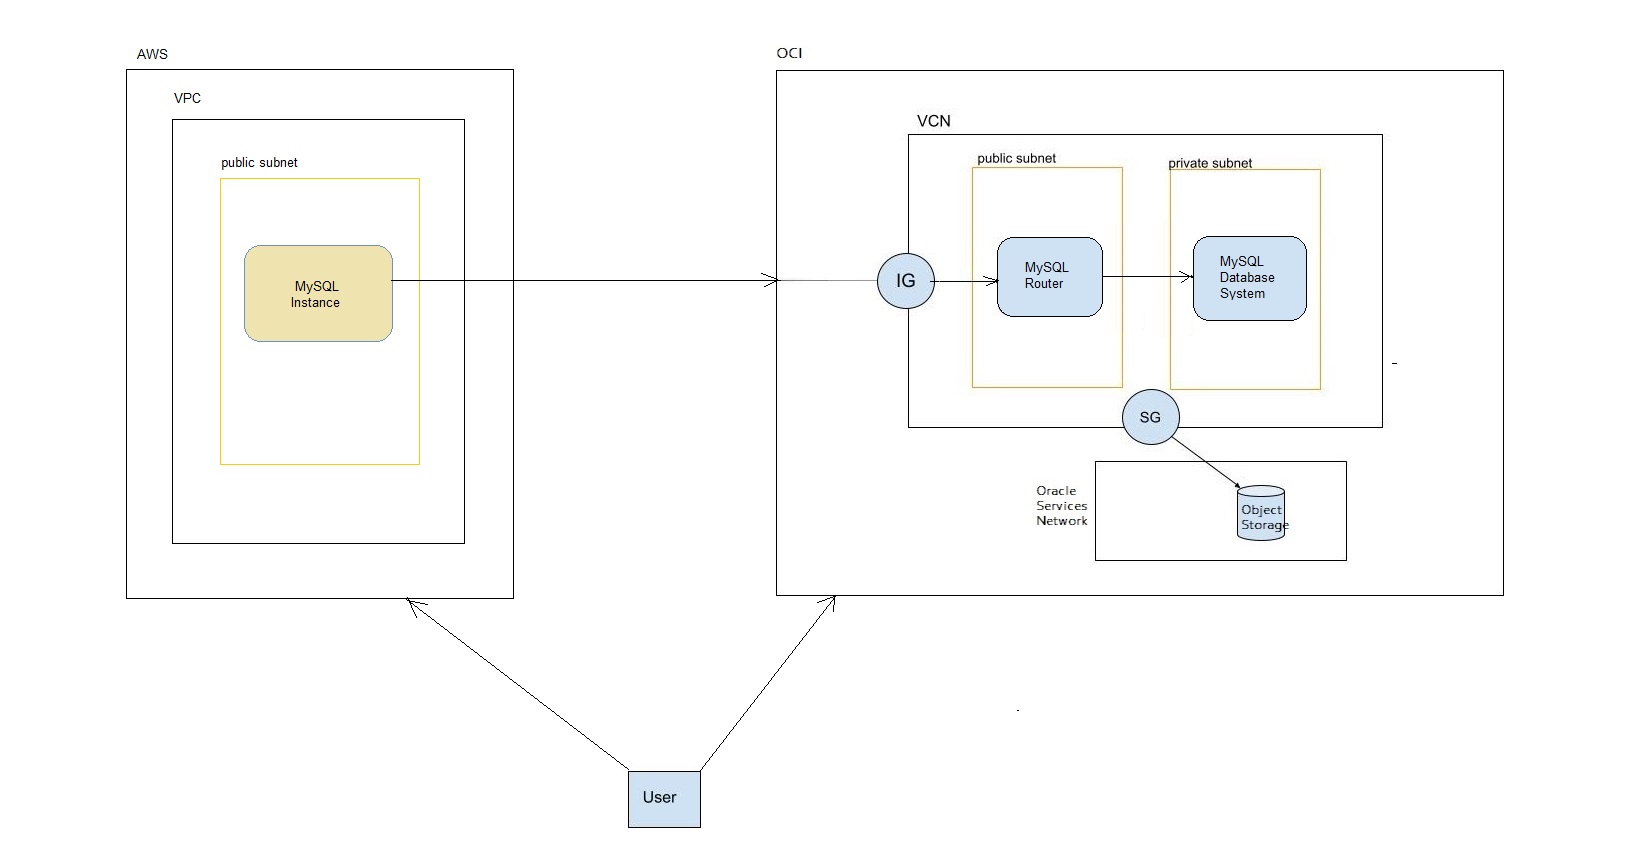 AWS
VPC
public subnet
MySQL
Instance
OCI
VCN
public subnet
private subnet
IG
MySQL
Router
MySQL
Database
System
SG
Oracle
Services
Network
Object
Storage
User